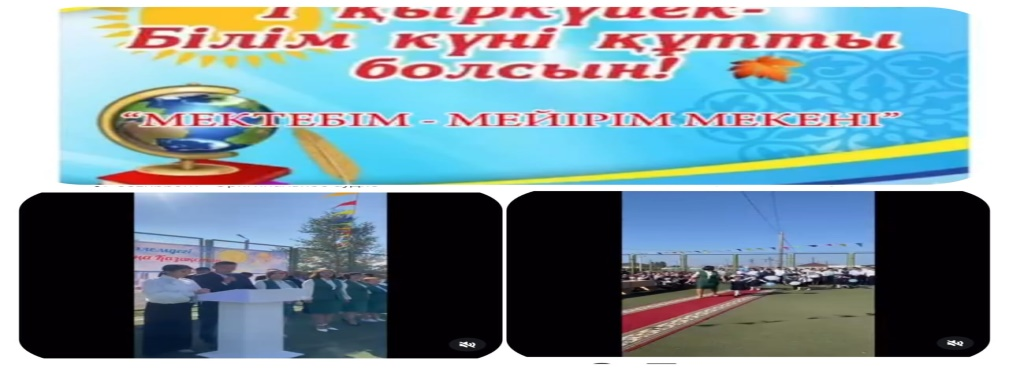 1 қыркүйек-
Білім күні құтты
болсын!
“МЕКТЕБІМ - МЕЙІРІМ МЕКЕНІ”